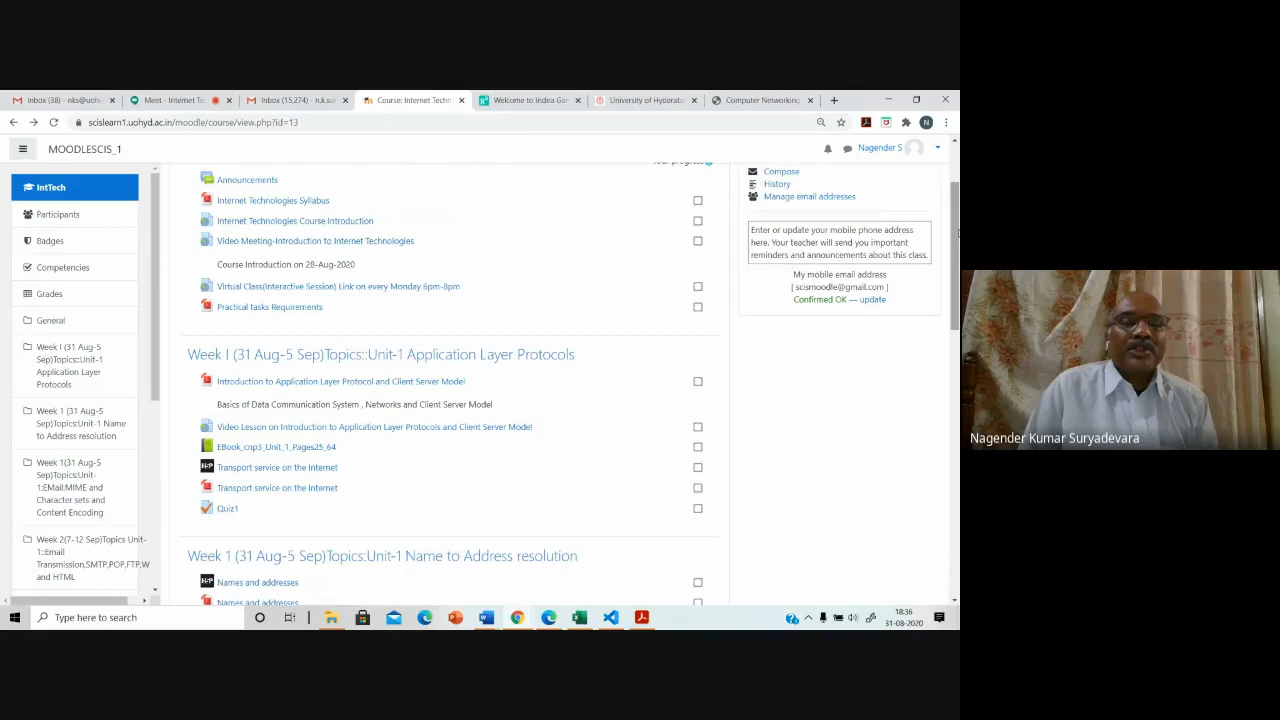 Inbox (38) - nks@uoh
Meet - Internet Te
Inbox (15,274) - n.k.su
Course: Internet Techn
Welcome to Indira Gan
University of Hyderaba
Computer Networking
scislearn1.uohyd.ac.in/moodle/course/view.php?id=13
MOODLESCIS_1
Nagender S
IntTech
Participants
Badges
Competencies
Grades
General
Week I (31 Aug-5
Sep)Topics::Unit-1
Application Layer
Protocols
Week 1 (31 Aug-5
Sep)Topics:Unit-1 Name
to Address resolution
Week 1(31 Aug-5
Sep)Topics:Unit-
1:EMail:MIME and
Character sets and
Content Encoding
Week 2(7-12 Sep)Topics Unit-
1::Email
Transmission,SMTP,POP,FTP,W
and HTML
Your progress
Announcements
Internet Technologies Syllabus
Internet Technologies Course Introduction
Video Meeting-Introduction to Internet Technologies
Course Introduction on 28-Aug-2020
Virtual Class(Interactive Session) Link on every Monday 6pm-8pm
Practical tasks Requirements
Week I (31 Aug-5 Sep)Topics::Unit-1 Application Layer Protocols
Introduction to Application Layer Protocol and Client Server Model
Basics of Data Communication System , Networks and Client Server Model
Video Lesson on Introduction to Application Layer Protocols and Client Server Model
EBook_cnp3_Unit_1_Pages25_64
H-P Transport service on the Internet
Transport service on the Internet
Quiz1
Week 1 (31 Aug-5 Sep)Topics:Unit-1 Name to Address resolution
H-P Names and addresses
Names and addresses
Compose
History
Manage email addresses
Enter or update your mobile phone address
here. Your teacher will send you important
reminders and announcements about this class.
My mobile email address
[ scismoodle@gmail.com ]
Confirmed OK — update
Nagender Kumar Suryadevara
Type here to search
18:36
31-08-2020